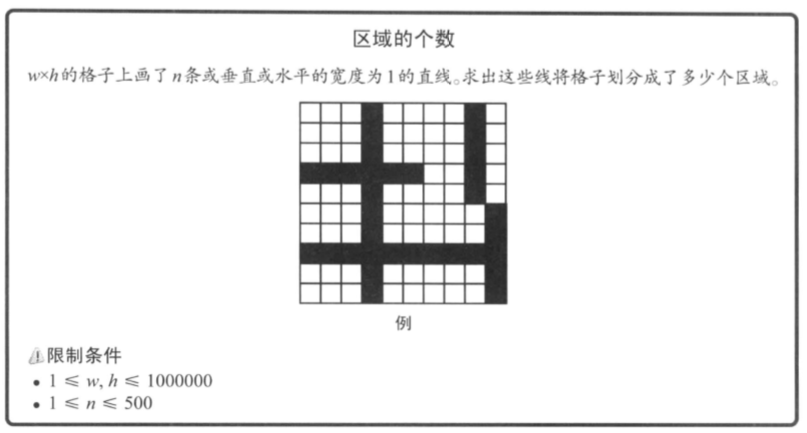 区域的个数
w×h的格子上画了n条或垂直或水平的宽度为1的直线。求出这些线将格子划分成了多少个区域。
例
限制条件
• 1 ≤ w, h ≤ 1000000
• 1 ≤ n ≤ 500